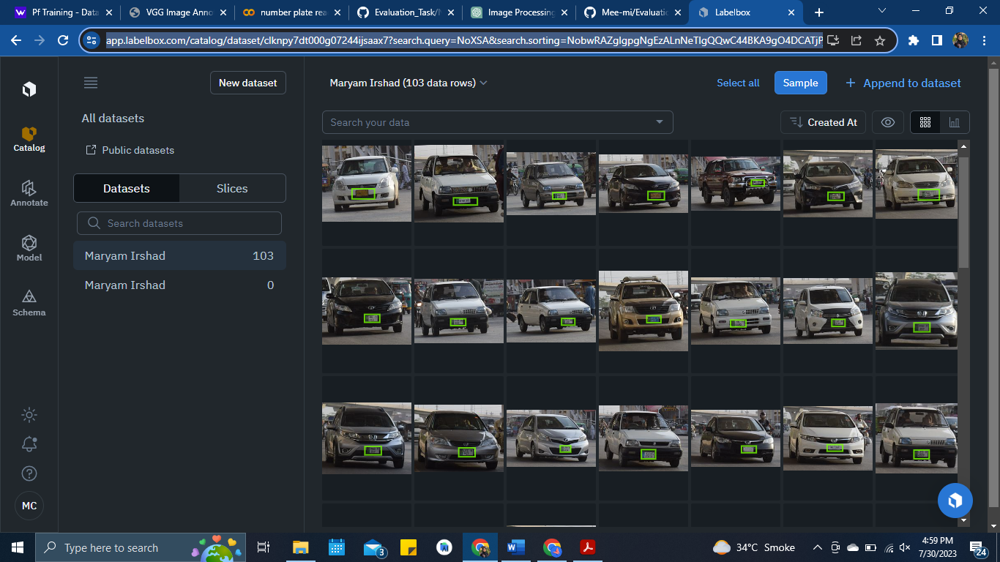 Pf Training - Data
VGG Image Anno
number plate rea
Evaluation_Task/
Image Processing
Mee-mi/Evaluation
Labelbox
app.labelbox.com/catalog/dataset/clknpy7dt000g07244ijsaax7?search.query=NoXSA&search.sorting=NobwRAZglgpgNgEzALnNeTIgQQwC44BKA9gO4DCATjP
New dataset
Maryam Irshad (103 data rows)
Select all
Sample
+ Append to dataset
All datasets
Search your data
Created At
Catalog
Public datasets
Datasets
Slices
Annotate
Search datasets
Model
Maryam Irshad 103
Maryam Irshad 0
Schema
MC
Type here to search
3
34°C Smoke
4:59 PM
7/30/2023
24